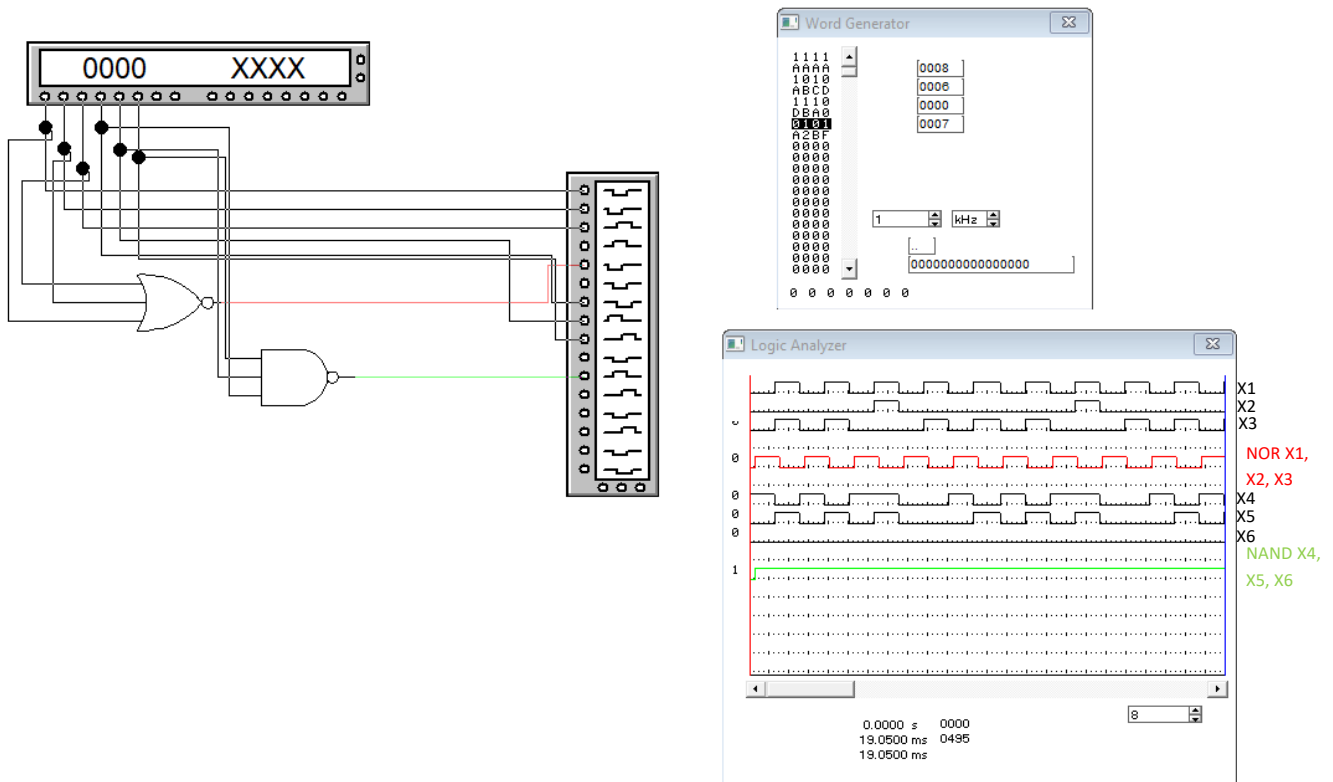 0000 XXXX
Word Generator
1111
AAAA
1010
ABCD
1110
DBA0
0101
A2BF
0000
0000
0000
0000
0000
0000
0000
0000
0000
0000
0000
0000
0008
0006
0000
0007
1 kHz
..
0000000000000000
0 0 0 0 0 0 0
Logic Analyzer
X1
X2
X3
0
NOR X1,
X2, X3
0
X4
0
X5
0
X6
NAND X4,
1
X5, X6
8
0.0000 s 0000
19.0500 ms 0495
19.0500 ms